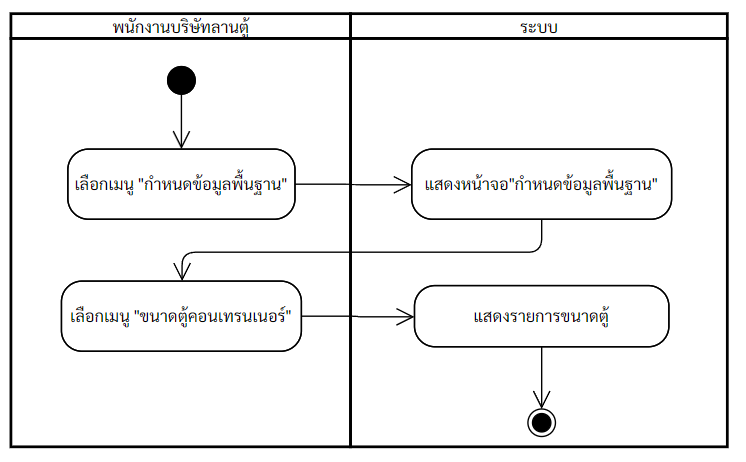 พนักงานบริษัทลานตู้
ระบบ
เลือกเมนู "กำหนดข้อมูลพื้นฐาน"
แสดงหน้าจอ"กำหนดข้อมูลพื้นฐาน"
เลือกเมนู "ขนาดตู้คอนเทรนเนอร์"
แสดงรายการขนาดตู้